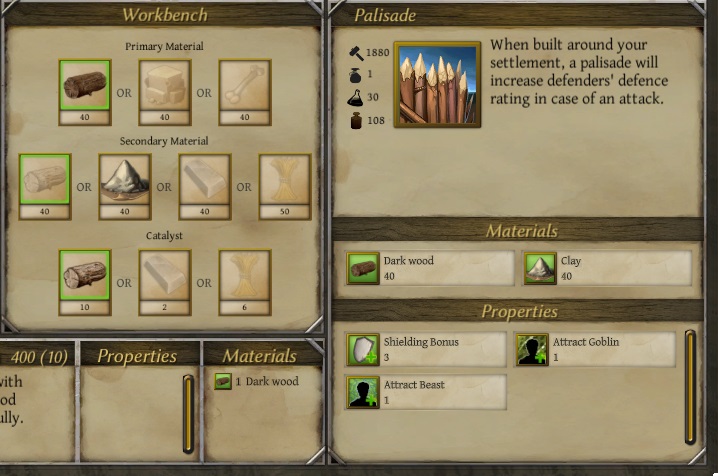 Workbench
Primary Material
OR
OR
40
40
40
Secondary Material
OR
OR
OR
40
40
40
50
Catalyst
OR
OR
10
2
6
400 (10)
with
od
ully.
Properties
Materials
1 Dark wood
Palisade
1880
1
30
108
When built around your
settlement, a palisade will
increase defenders' defence
rating in case of an attack.
Materials
Dark wood
40
Clay
40
Properties
Shielding Bonus
3
Attract Goblin
1
Attract Beast
1